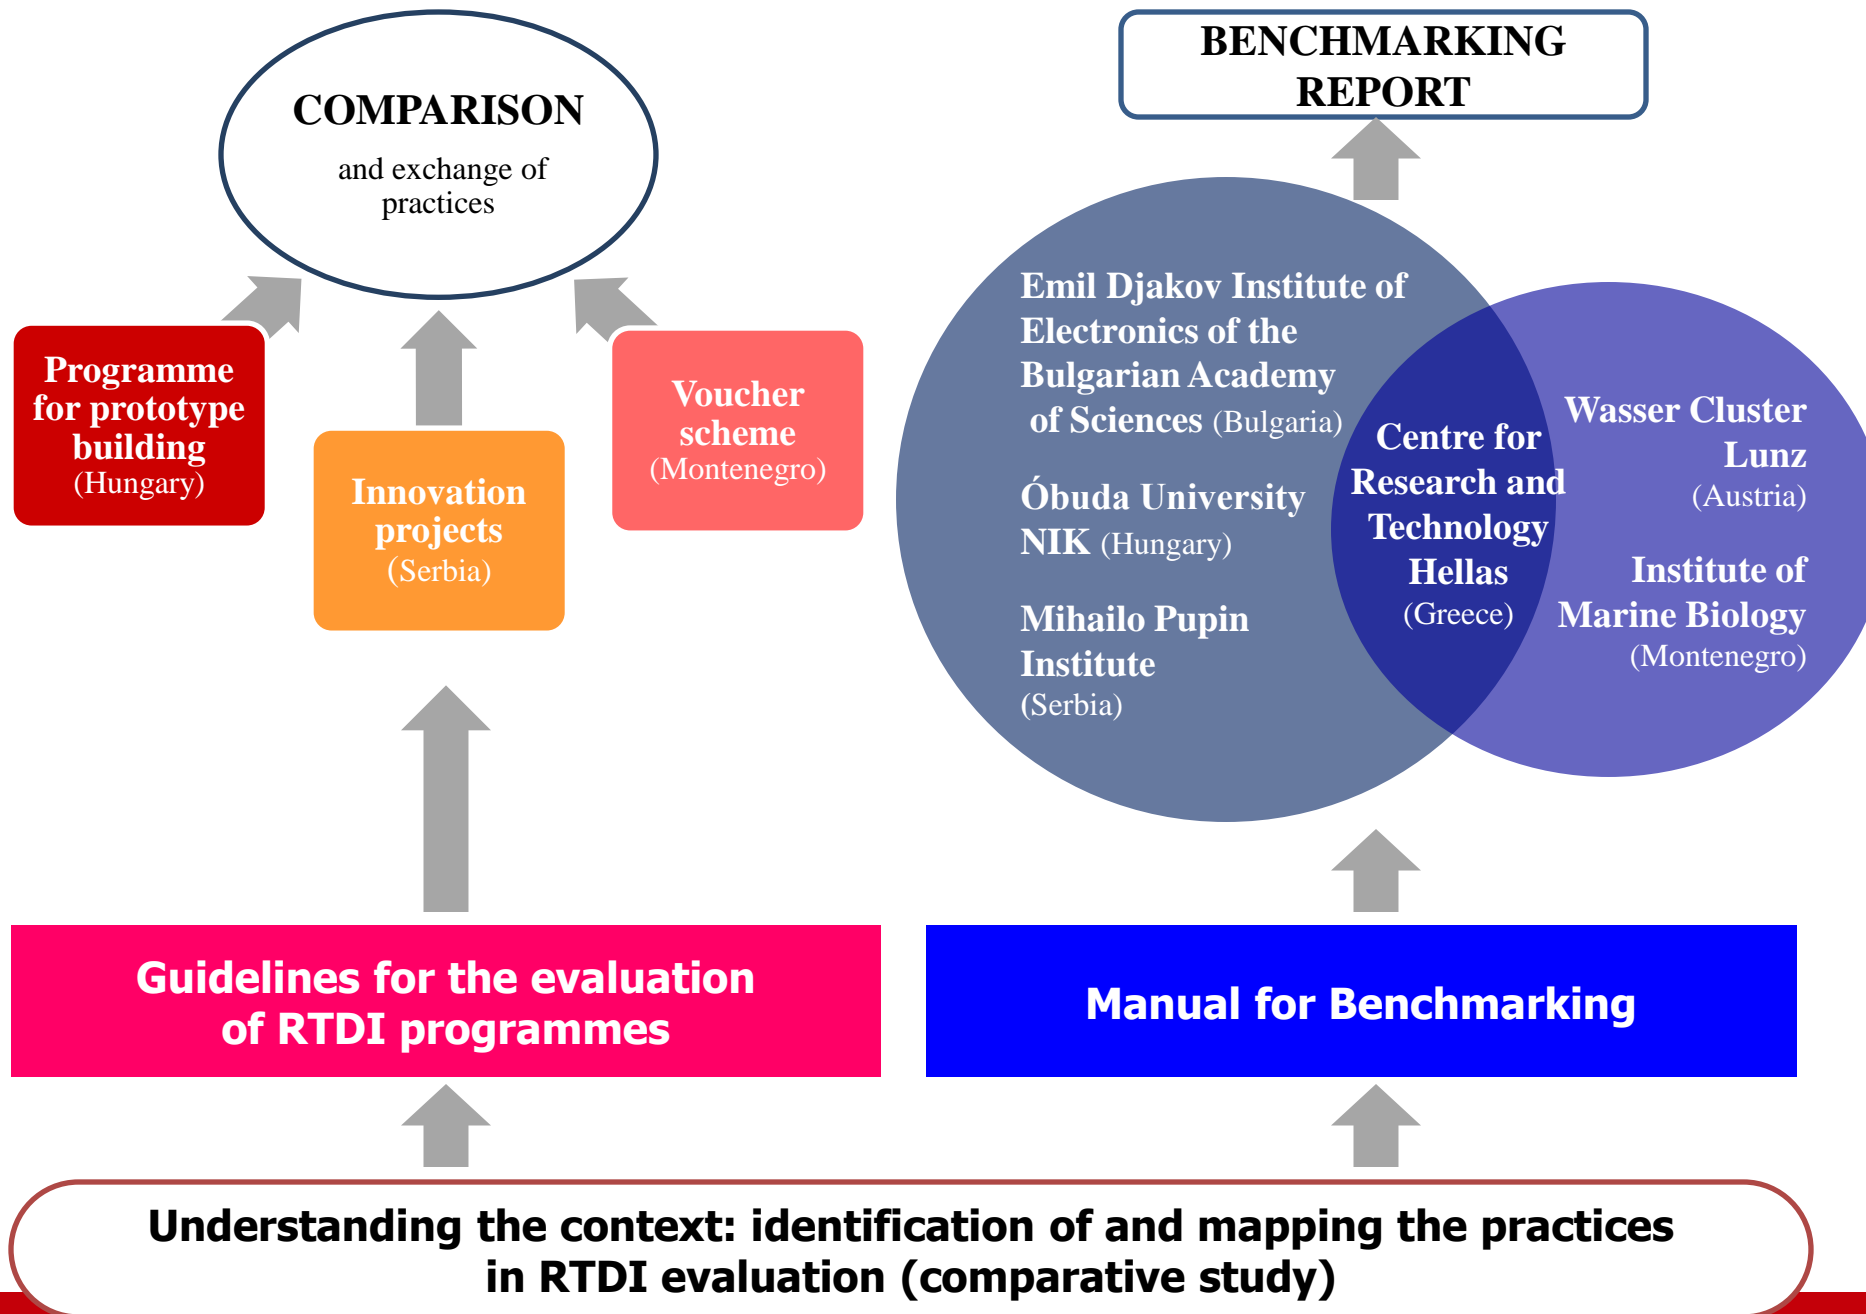 COMPARISON
and exchange of
practices
Programme
for prototype
building
(Hungary)
Innovation
projects
(Serbia)
Voucher
scheme
(Montenegro)
Guidelines for the evaluation
of RTDI programmes
BENCHMARKING
REPORT
Emil Djakov Institute of
Electronics of the
Bulgarian Academy
of Sciences (Bulgaria)
Óbuda University
NIK (Hungary)
Mihailo Pupin
Institute
(Serbia)
Centre for
Research and
Technology
Hellas
(Greece)
Wasser Cluster
Lunz
(Austria)
Institute of
Marine Biology
(Montenegro)
Manual for Benchmarking
Understanding the context: identification of and mapping the practices
in RTDI evaluation (comparative study)